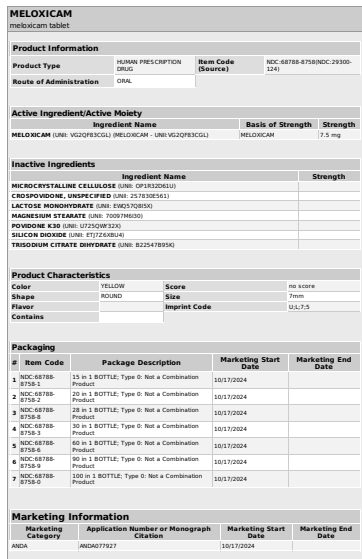 MELOXICAM
meloxicam tablet
Product Information
Product Type HUMAN PRESCRIPTION DRUG Item Code (Source) NDC:68788-8758(NDC:29300-124)
Route of Administration ORAL
Active Ingredient/Active Moiety
Ingredient Name Basis of Strength Strength
MELOXICAM (UNII: VG2QF83CGL) (MELOXICAM - UNII:VG2QF83CGL) MELOXICAM 7.5 mg
Inactive Ingredients
Ingredient Name Strength
MICROCRYSTALLINE CELLULOSE (UNII: OP1R32D61U)
CROSPOVIDONE, UNSPECIFIED (UNII: 2S7830E561)
LACTOSE MONOHYDRATE (UNII: EWQ57Q8I5X)
MAGNESIUM STEARATE (UNII: 70097M6I30)
POVIDONE K30 (UNII: U725QWY32X)
SILICON DIOXIDE (UNII: ETJ7Z6XBU4)
TRISODIUM CITRATE DIHYDRATE (UNII: B22547B95K)
Product Characteristics
Color YELLOW Score no score
Shape ROUND Size 7mm
Flavor Imprint Code U;L;7;5
Contains
Packaging
# Item Code Package Description Marketing Start Date Marketing End Date
1 NDC:68788-8758-1 15 in 1 BOTTLE; Type 0: Not a Combination Product 10/17/2024
2 NDC:68788-8758-2 20 in 1 BOTTLE; Type 0: Not a Combination Product 10/17/2024
3 NDC:68788-8758-8 28 in 1 BOTTLE; Type 0: Not a Combination Product 10/17/2024
4 NDC:68788-8758-3 30 in 1 BOTTLE; Type 0: Not a Combination Product 10/17/2024
5 NDC:68788-8758-6 60 in 1 BOTTLE; Type 0: Not a Combination Product 10/17/2024
6 NDC:68788-8758-9 90 in 1 BOTTLE; Type 0: Not a Combination Product 10/17/2024
7 NDC:68788-8758-0 100 in 1 BOTTLE; Type 0: Not a Combination Product 10/17/2024
Marketing Information
Marketing Category Application Number or Monograph Citation Marketing Start Date Marketing End Date
ANDA ANDA077927 10/17/2024